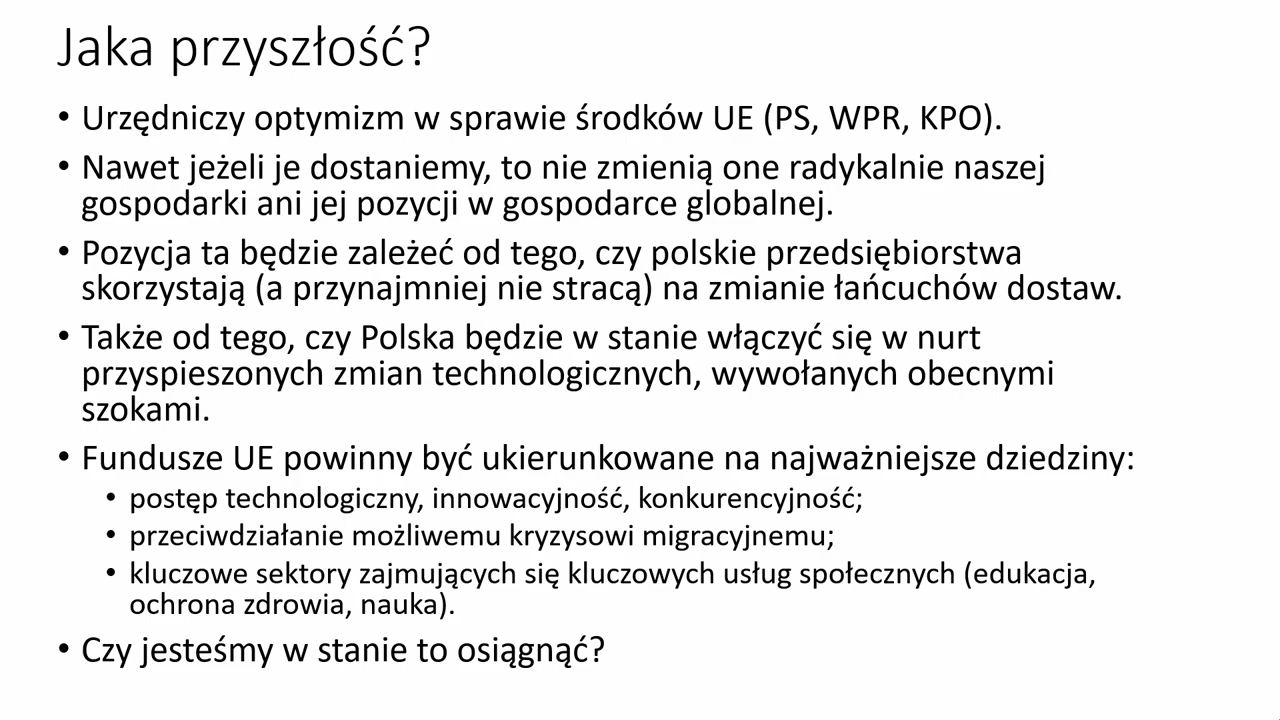 Jaka przyszłość?
• Urzędniczy optymizm w sprawie środków UE (PS, WPR, KPO).
• Nawet jeżeli je dostaniemy, to nie zmienią one radykalnie naszej
gospodarki ani jej pozycji w gospodarce globalnej.
• Pozycja ta będzie zależeć od tego, czy polskie przedsiębiorstwa
skorzystają (a przynajmniej nie stracą) na zmianie łańcuchów dostaw.
• Także od tego, czy Polska będzie w stanie włączyć się w nurt
przyspieszonych zmian technologicznych, wywołanych obecnymi
szokami.
• Fundusze UE powinny być ukierunkowane na najważniejsze dziedziny:
• postęp technologiczny, innowacyjność, konkurencyjność;
• przeciwdziałanie możliwemu kryzysowi migracyjnemu;
• kluczowe sektory zajmujących się kluczowych usług społecznych (edukacja,
ochrona zdrowia, nauka).
• Czy jesteśmy w stanie to osiągnąć?